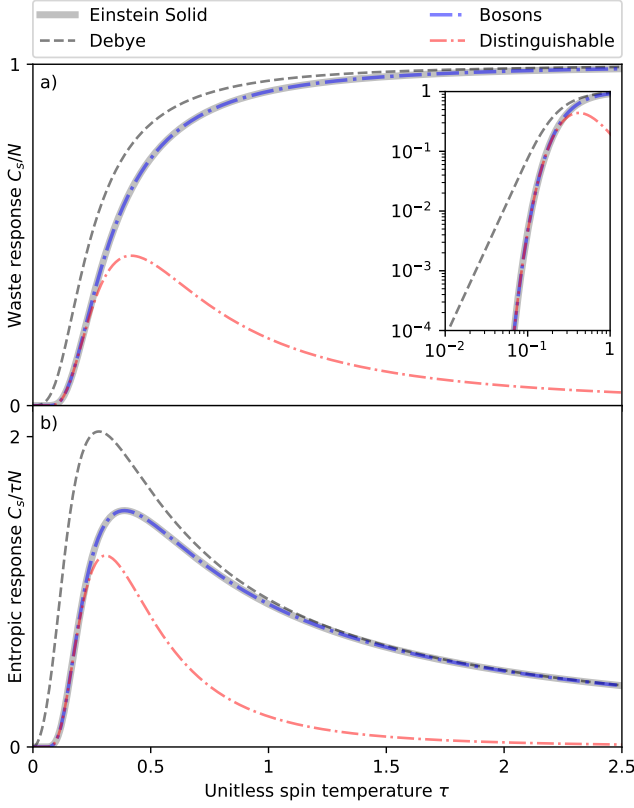 Einstein Solid
Debye
Bosons
Distinguishable
a)
Waste response C_s/N
1
0
1
10^{-1}
10^{-2}
10^{-3}
10^{-4}
10^{-2}
10^{-1}
1
b)
Entropic response C_s/τN
2
0
0
0.5
1
1.5
2
2.5
Unitless spin temperature τ